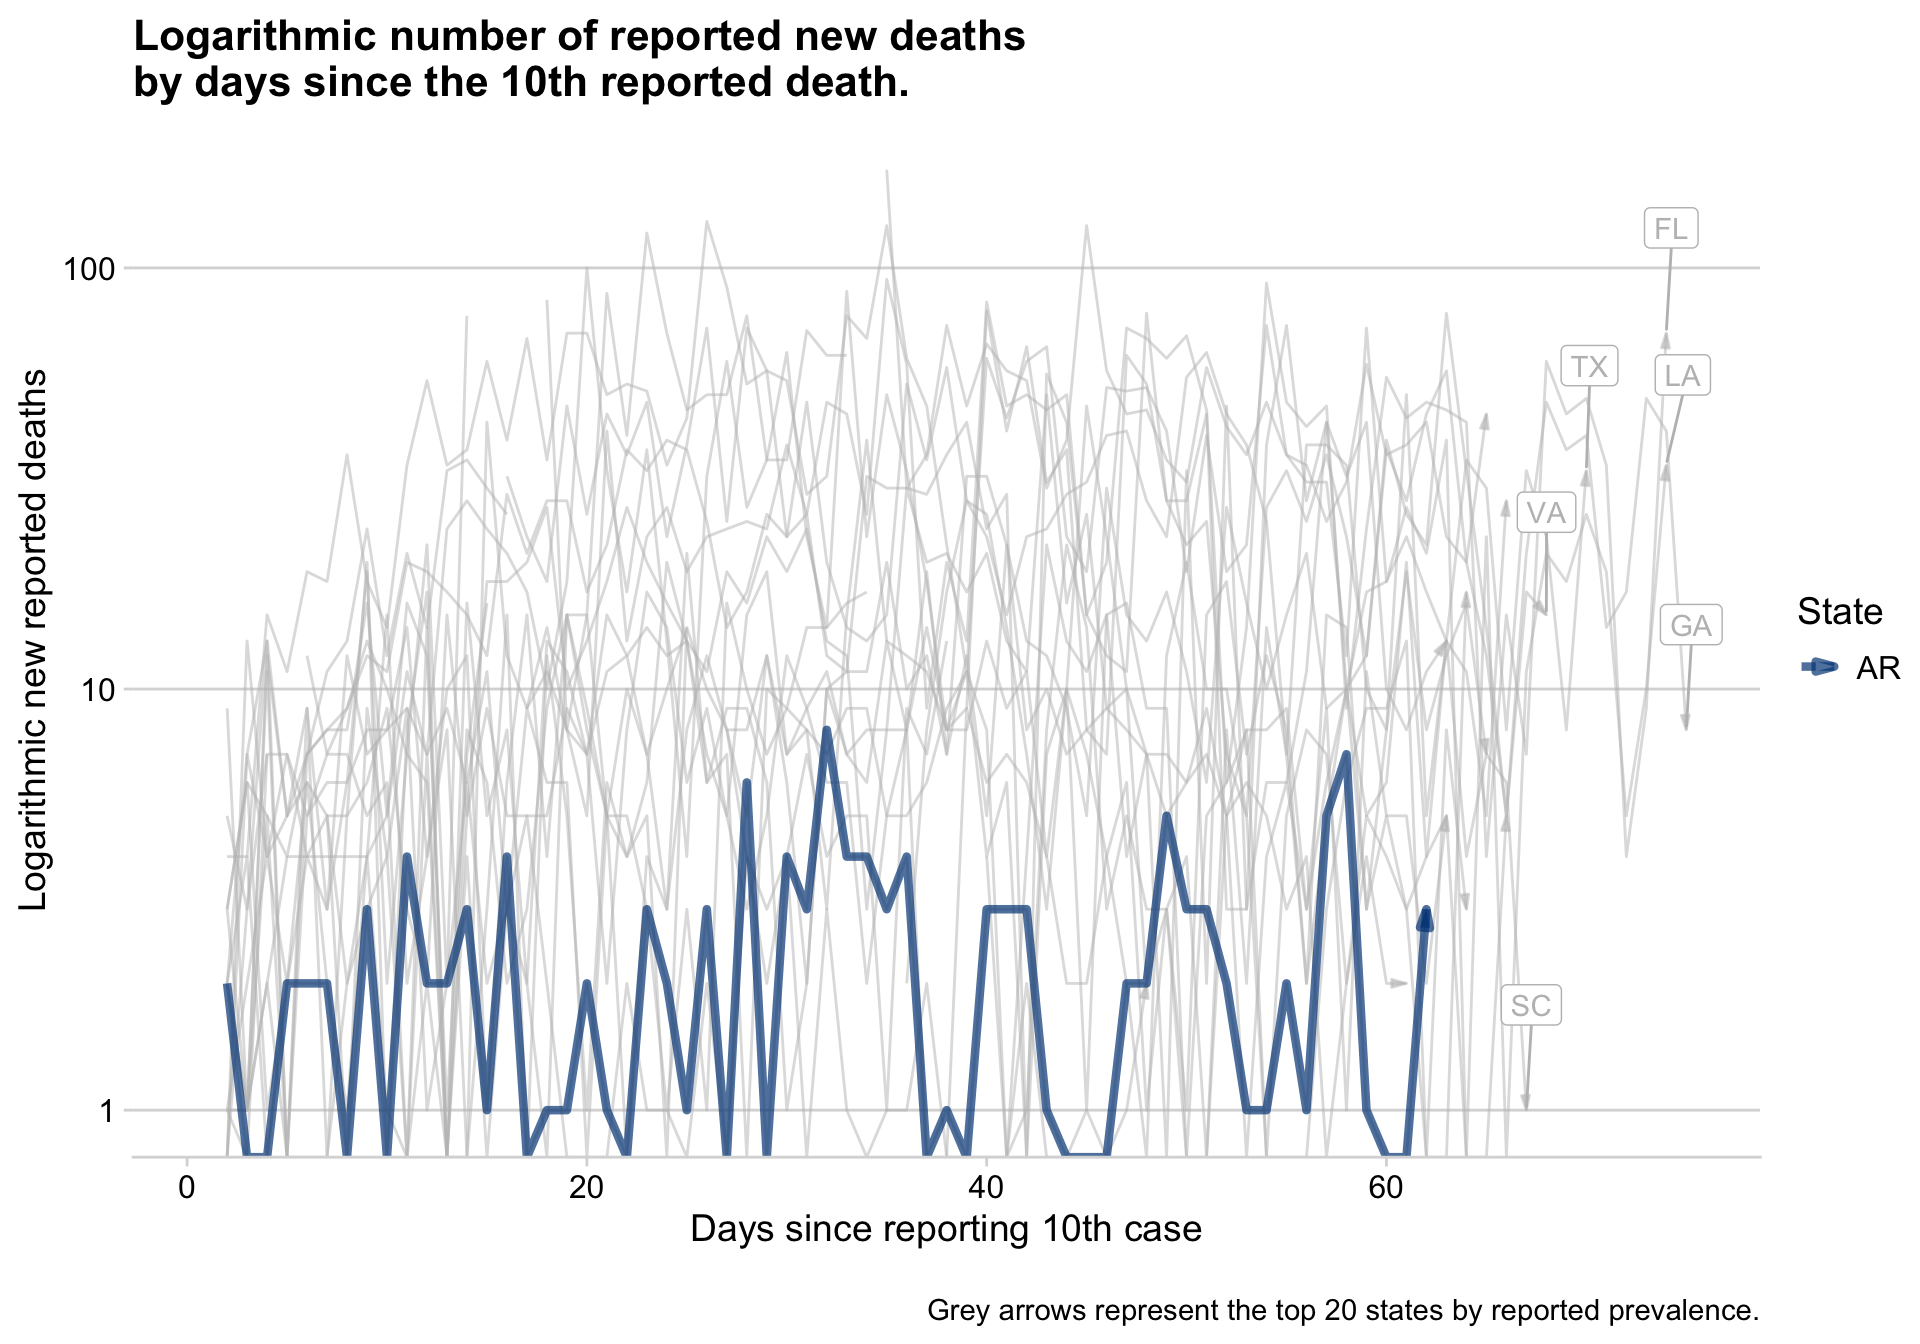 Logarithmic number of reported new deaths
by days since the 10th reported death.
Logarithmic new reported deaths
100
10
1
FL
TX
LA
VA
GA
SC
State
AR
0
20
40
60
Days since reporting 10th case
Grey arrows represent the top 20 states by reported prevalence.